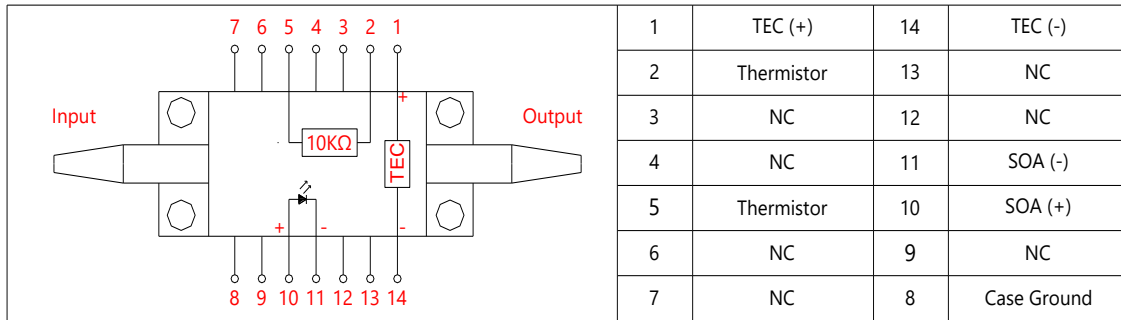 7 6 5 4 3 2 1
Input
Output
+
10KΩ
TEC
+ - -
8 9 10 11 12 13 14
1 TEC (+) 14 TEC (-)
2 Thermistor 13 NC
3 NC 12 NC
4 NC 11 SOA (-)
5 Thermistor 10 SOA (+)
6 NC 9 NC
7 NC 8 Case Ground